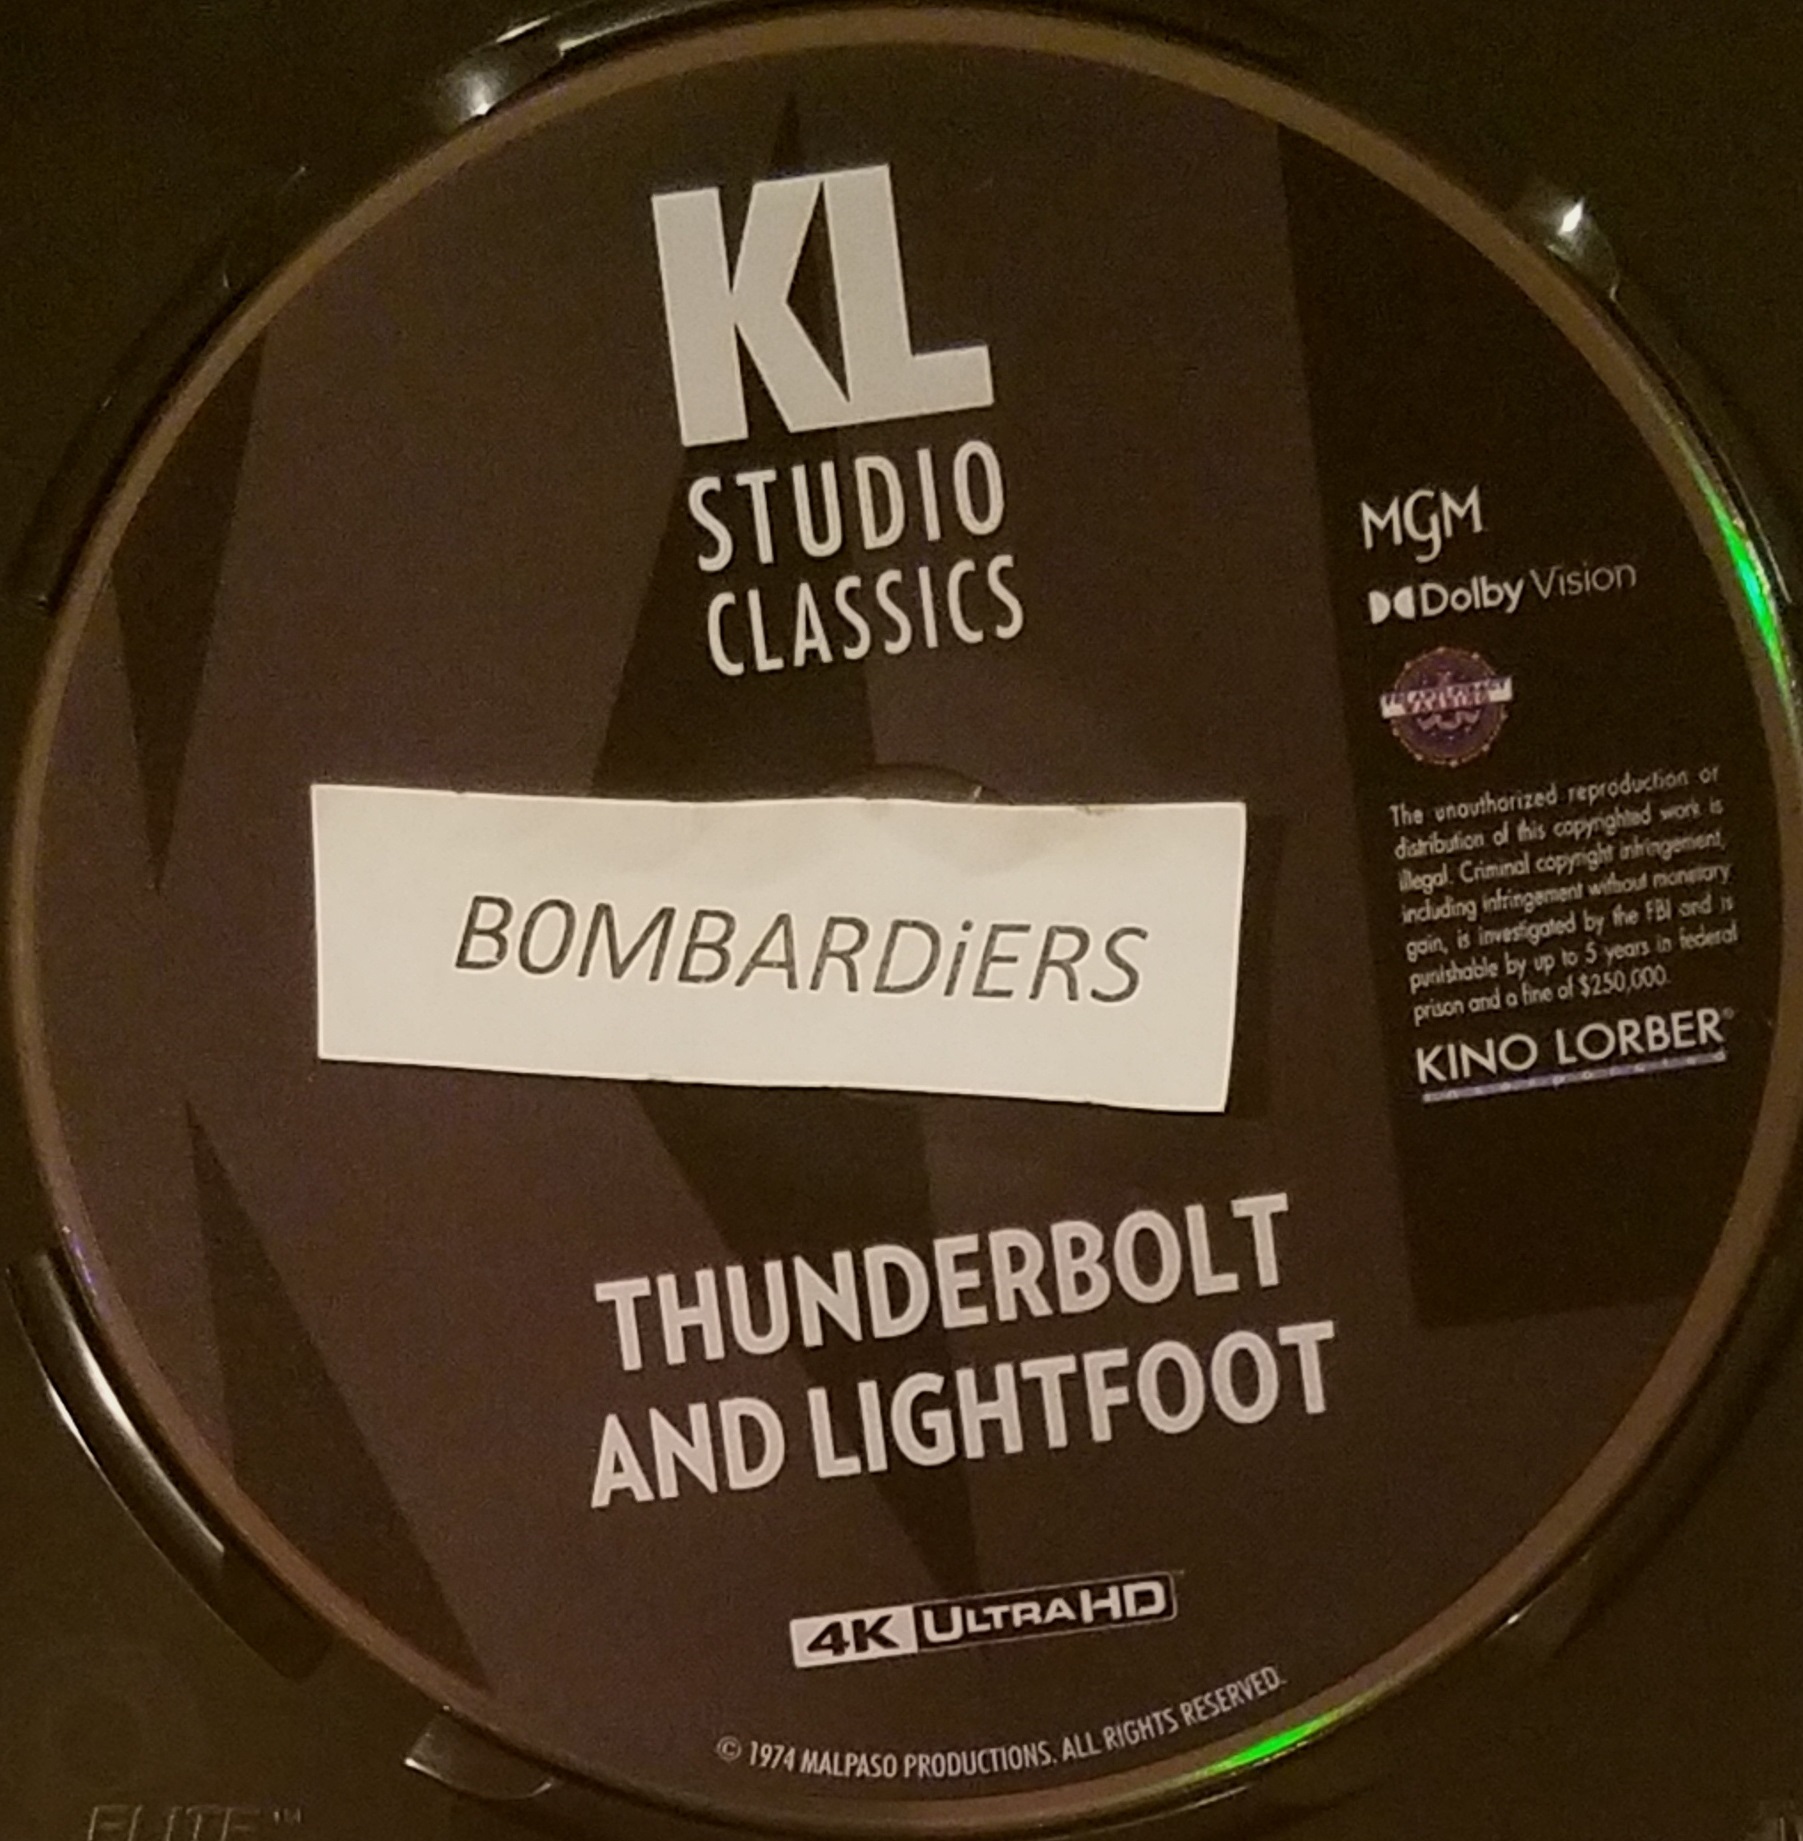 KL
STUDIO
CLASSICS
MGM
Dolby Vision
The unauthorized reproduction or
distribution of this copyrighted work is
illegal. Criminal copyright infringement,
including infringement without monetary
gain, is investigated by the FBI and is
punishable by up to 5 years in federal
prison and a fine of $250,000.
KINO LORBER®
incorporated
BOMBARDiERS
THUNDERBOLT
AND LIGHTFOOT
4K ULTRAHD
© 1974 MALPASO PRODUCTIONS. ALL RIGHTS RESERVED.
ELITE™